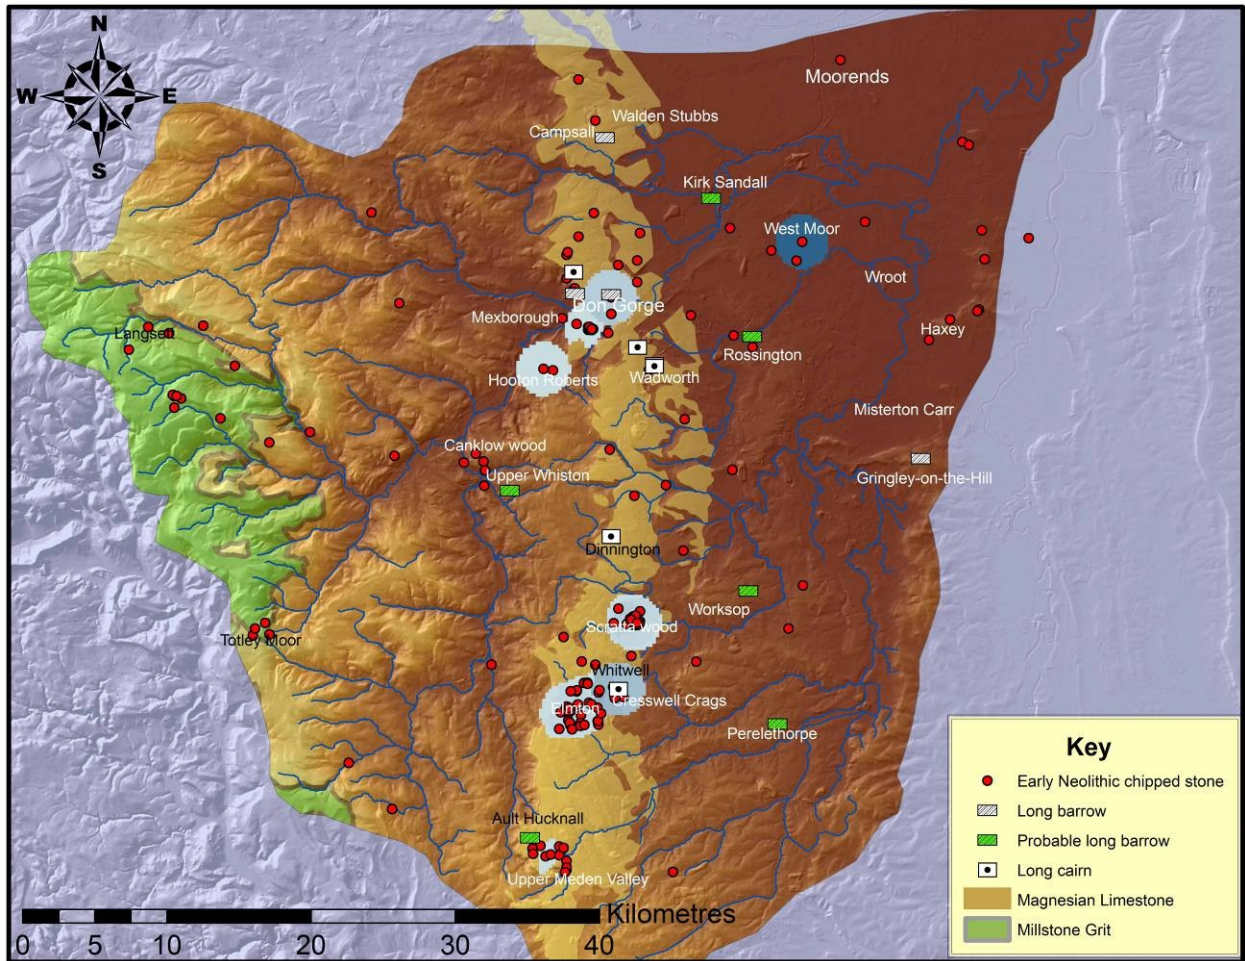 N
W
E
S
Moorends
Walden Stubbs
Campsall
Kirk Sandall
West Moor
Wroot
Don Gorge
Mexborough
Langsett
Haxey
Rossington
Hooton Roberts
Wadworth
Misterton Carr
Canklow wood
Upper Whiston
Gringley-on-the-Hill
Dinnington
Worksop
Scratta wood
Totley Moor
Whitwell
Cresswell Crags
Elmton
Perelethorpe
Ault Hucknall
Upper Meden Valley
Key
Early Neolithic chipped stone
Long barrow
Probable long barrow
Long cairn
Magnesian Limestone
Millstone Grit
Kilometres
0 5 10 20 30 40